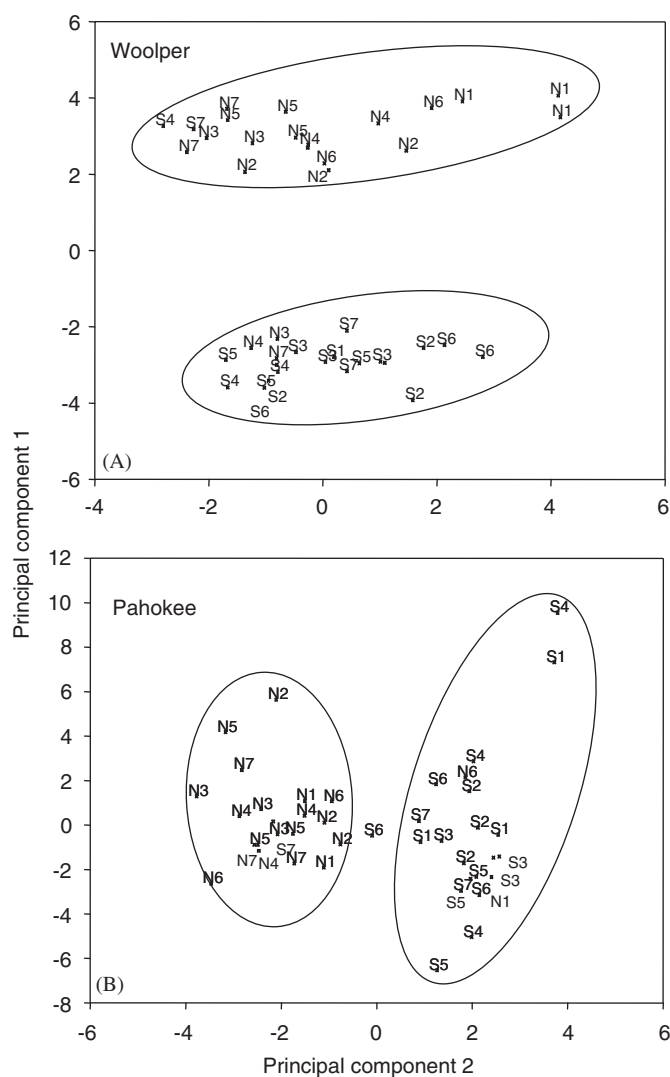 6
Woolper
4
2
0
-2
-4
-6
N7 N5 N1 N1
S4 S7 N5 N6 N1
N3 N3 N5 N4 N4
N7 N2
N2 N6
N2
S7
N3 S2 S6
N4 N7 S3 S1 S6
S5 S3 S5 S3
S4 S7
S4 S5
S2 S2
S6
(A)
-4 -2 0 2 4 6
Principal component 1
12
Pahokee
10
8
6
4
2
0
-2
-4
-6
-8
S4
S1
N2
N5
N7 S4
N6
S6 S2
N3 N1 N6
N4 N3 N4 N2 S7 S2
N3 N5 S6 S1 S1
N5 N2 S1 S3
S7
N7 N4 N7 N1 S2 S3
N6 S5 S3
S7 S6
S5 N1
S4
S5
(B)
-6 -4 -2 0 2 4 6
Principal component 2